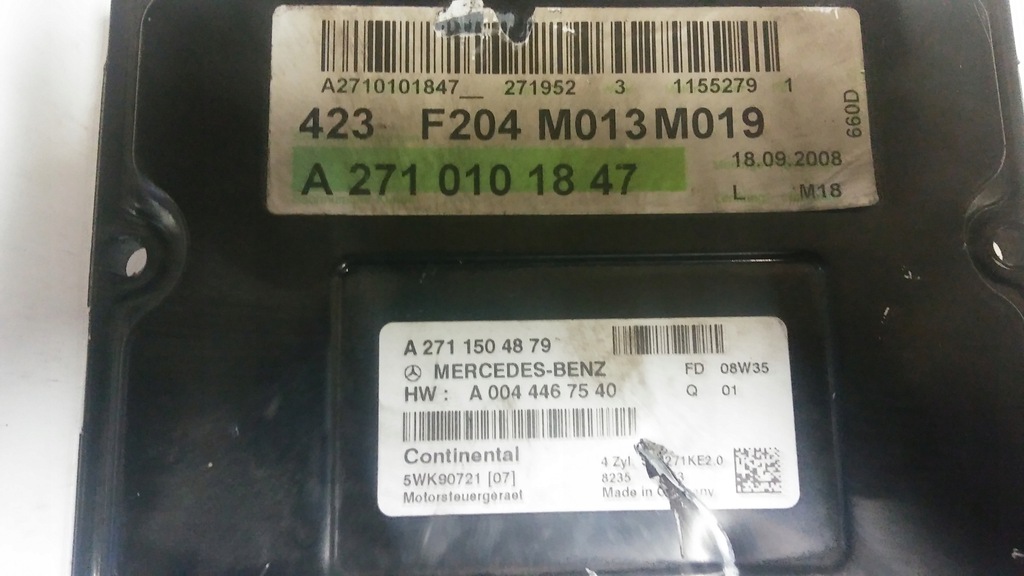 A2710101847__ 271952 3 1155279 1
423 F204 M013 M019
660D
A 271 010 18 47
18.09.2008
L M18
A 271 150 48 79
MERCEDES-BENZ FD 08W35
HW : A 004 446 75 40 Q 01
Continental
4 Zyl. 271KE2.0
5WK90721 [07] 8235
Motorsteuergeraet Made in Germany